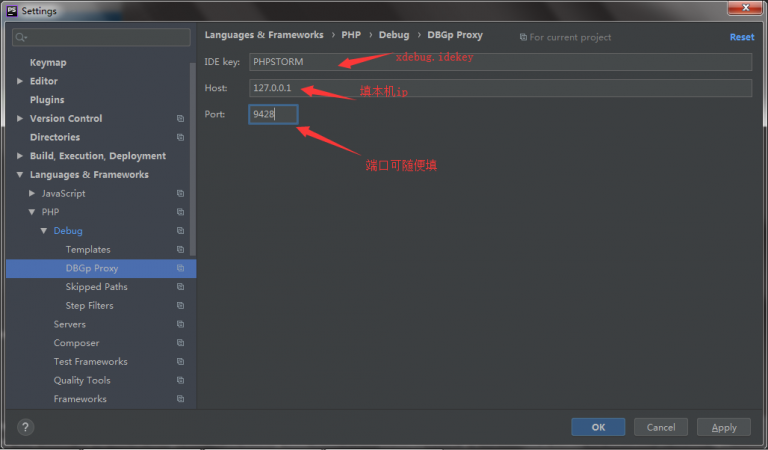 PS Settings
Languages & Frameworks › PHP › Debug › DBGp Proxy
For current project
Reset
Keymap
Editor
Plugins
Version Control
Directories
Build, Execution, Deployment
Languages & Frameworks
JavaScript
PHP
Debug
Templates
DBGp Proxy
Skipped Paths
Step Filters
Servers
Composer
Test Frameworks
Quality Tools
Frameworks
IDE key: PHPSTORM
xdebug.idekey
Host: 127.0.0.1
填本机ip
Port: 9428
端口可随便填
?
OK
Cancel
Apply